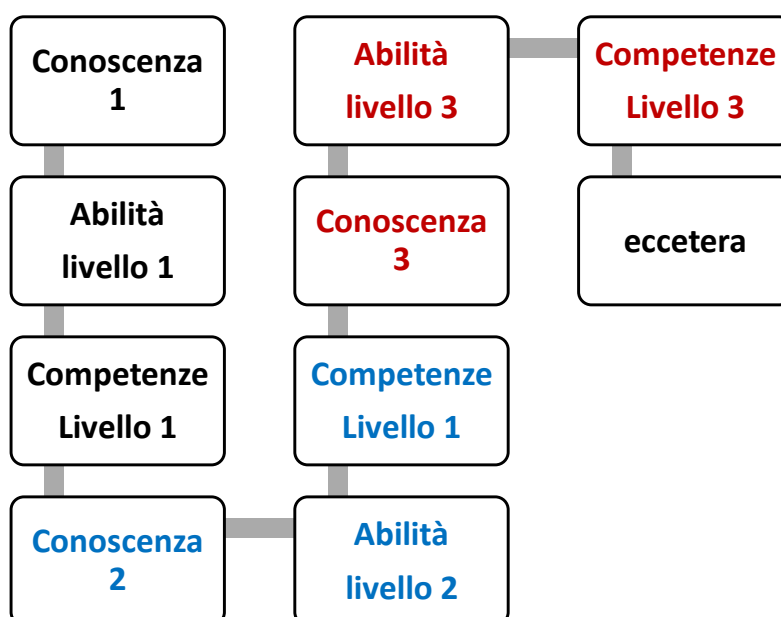 Conoscenza
1
Abilità
livello 1
Competenze
Livello 1
Conoscenza
2
Abilità
livello 2
Competenze
Livello 1
Conoscenza
3
Abilità
livello 3
Competenze
Livello 3
eccetera